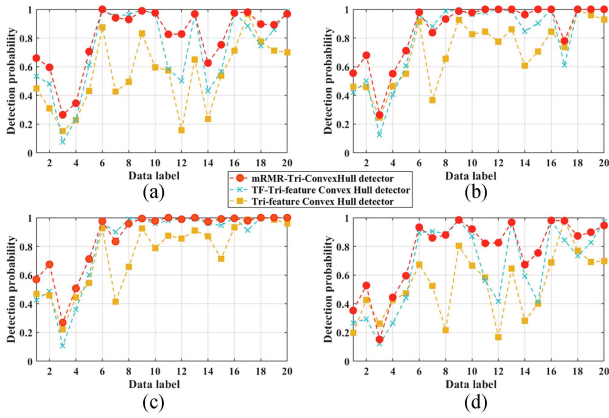 Detection probability
1
0.8
0.6
0.4
0.2
0
2 4 6 8 10 12 14 16 18 20
Data label
(a)
Detection probability
1
0.8
0.6
0.4
0.2
0
2 4 6 8 10 12 14 16 18 20
Data label
(b)
mRMR-Tri-ConvexHull detector
TF-Tri-feature Convex Hull detector
Tri-feature Convex Hull detector
Detection probability
1
0.8
0.6
0.4
0.2
0
2 4 6 8 10 12 14 16 18 20
Data label
(c)
Detection probability
1
0.8
0.6
0.4
0.2
0
2 4 6 8 10 12 14 16 18 20
Data label
(d)